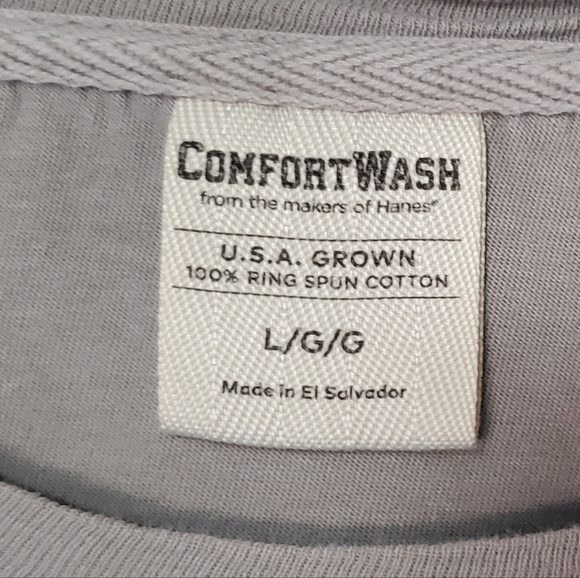 COMFORTWASH
from the makers of Hanes®
U.S.A. GROWN
100% RING SPUN COTTON
L/G/G
Made in El Salvador